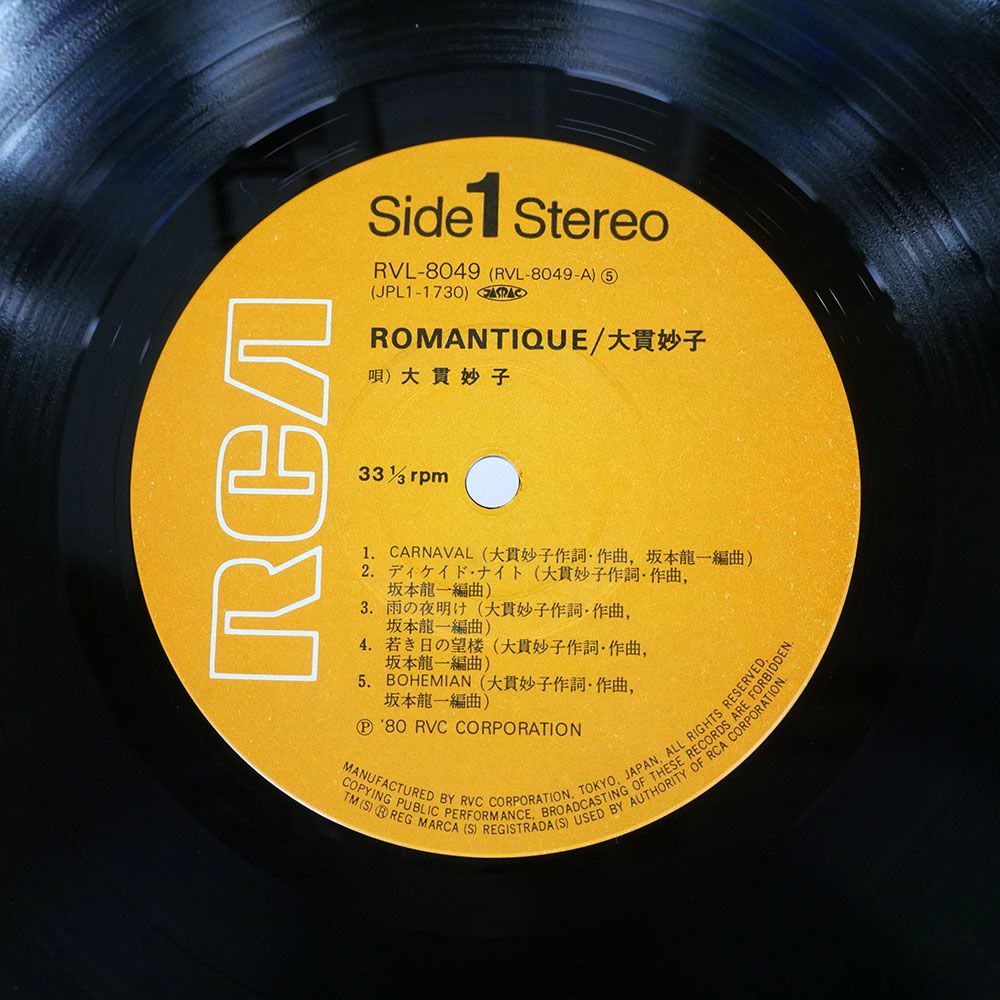 Side 1 Stereo
RVL-8049 (RVL-8049-A) ⑤
(JPL1-1730) JASRAC
ROMANTIQUE/大貫妙子
唄) 大貫妙子
RCA
33 1/3 rpm
1. CARNAVAL (大貫妙子作詞・作曲, 坂本龍一編曲)
2. ディケイド・ナイト (大貫妙子作詞・作曲,
坂本龍一編曲)
3. 雨の夜明け (大貫妙子作詞・作曲,
坂本龍一編曲)
4. 若き日の望楼 (大貫妙子作詞・作曲,
坂本龍一編曲)
5. BOHEMIAN (大貫妙子作詞・作曲,
坂本龍一編曲)
Ⓟ '80 RVC CORPORATION
MANUFACTURED BY RVC CORPORATION, TOKYO, JAPAN, ALL RIGHTS RESERVED,
COPYING PUBLIC PERFORMANCE, BROADCASTING OF THESE RECORDS ARE FORBIDDEN.
TM(S) ® REG MARCA (S) REGISTRADA(S) USED BY AUTHORITY OF RCA CORPORATION.